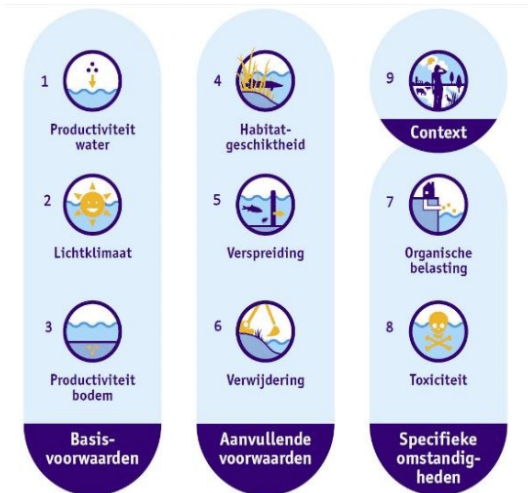 1
Productiviteit
water
2
Lichtklimaat
3
Productiviteit
bodem
Basis-
voorwaarden
4
Habitat-
geschiktheid
5
Verspreiding
6
Verwijdering
Aanvullende
voorwaarden
9
Context
7
Organische
belasting
8
Toxiciteit
Specifieke
omstandig-
heden